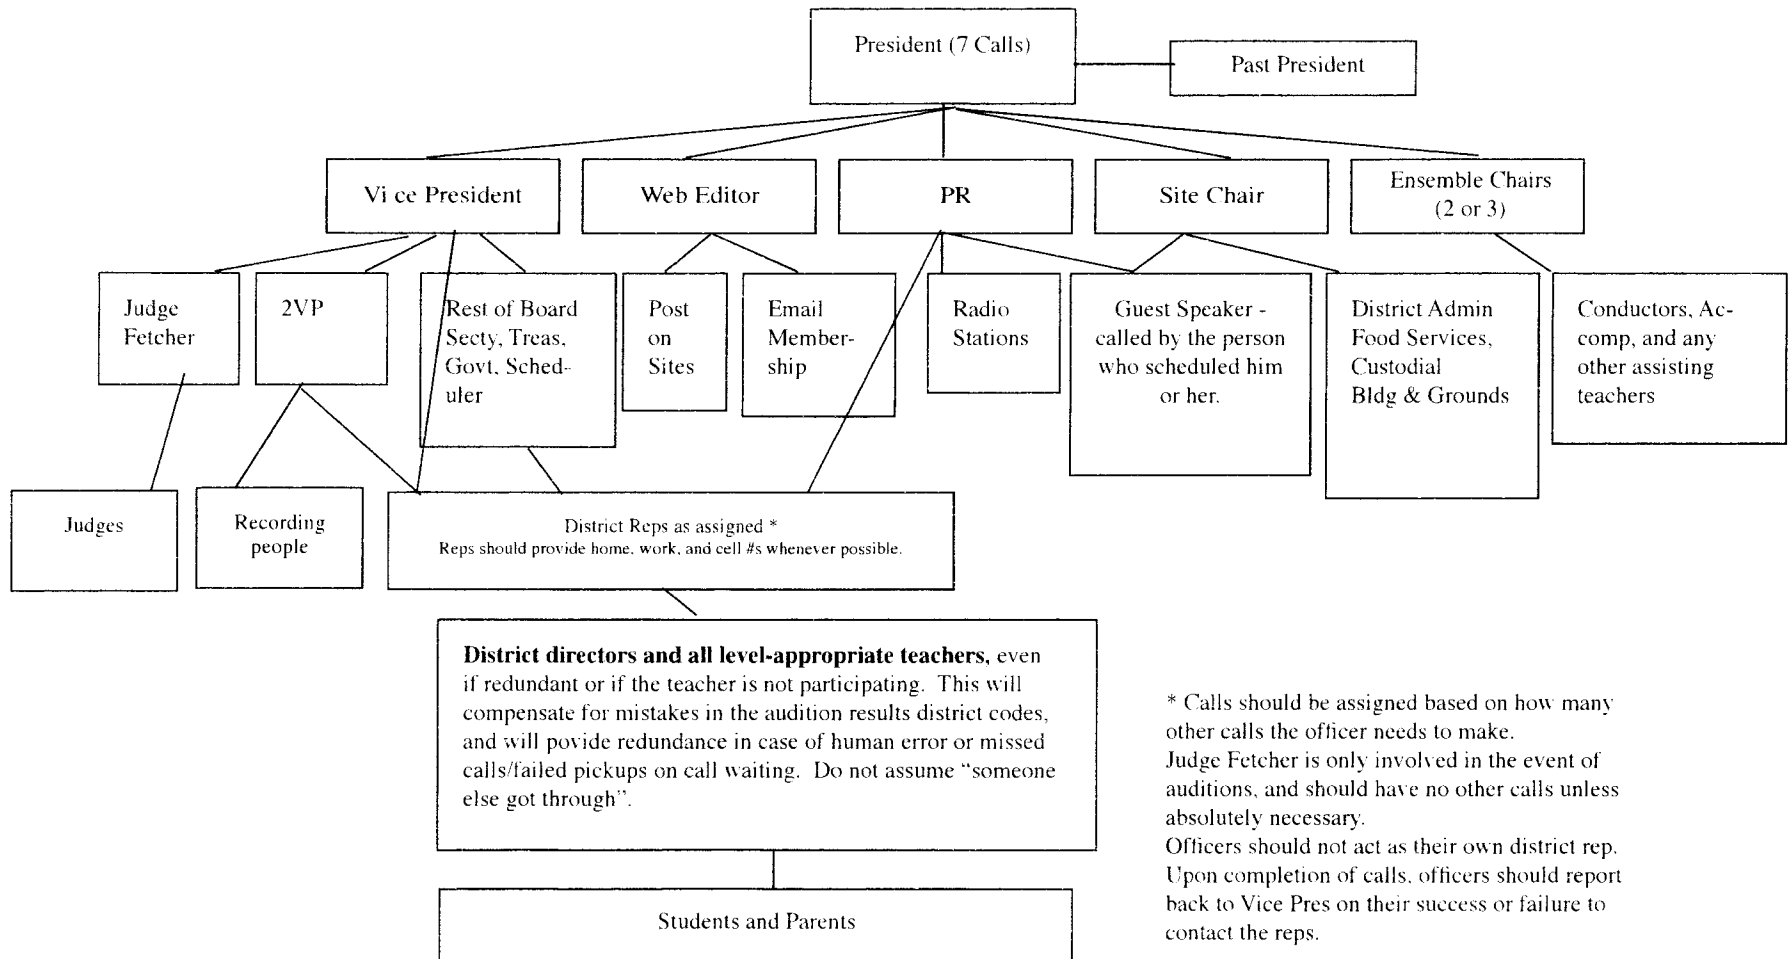 President (7 Calls)
Past President
Vi ce President
Web Editor
PR
Site Chair
Ensemble Chairs
(2 or 3)
Judge
Fetcher
2VP
Rest of Board
Secty, Treas,
Govt, Sched-
uler
Post
on
Sites
Email
Member-
ship
Radio
Stations
Guest Speaker -
called by the person
who scheduled him
or her.
District Admin
Food Services,
Custodial
Bldg & Grounds
Conductors, Ac-
comp, and any
other assisting
teachers
Judges
Recording
people
District Reps as assigned *
Reps should provide home, work, and cell #s whenever possible.
District directors and all level-appropriate teachers, even
if redundant or if the teacher is not participating. This will
compensate for mistakes in the audition results district codes,
and will povide redundance in case of human error or missed
calls/failed pickups on call waiting. Do not assume “someone
else got through”.
* Calls should be assigned based on how many
other calls the officer needs to make.
Judge Fetcher is only involved in the event of
auditions, and should have no other calls unless
absolutely necessary.
Officers should not act as their own district rep.
Upon completion of calls, officers should report
back to Vice Pres on their success or failure to
contact the reps.
Students and Parents